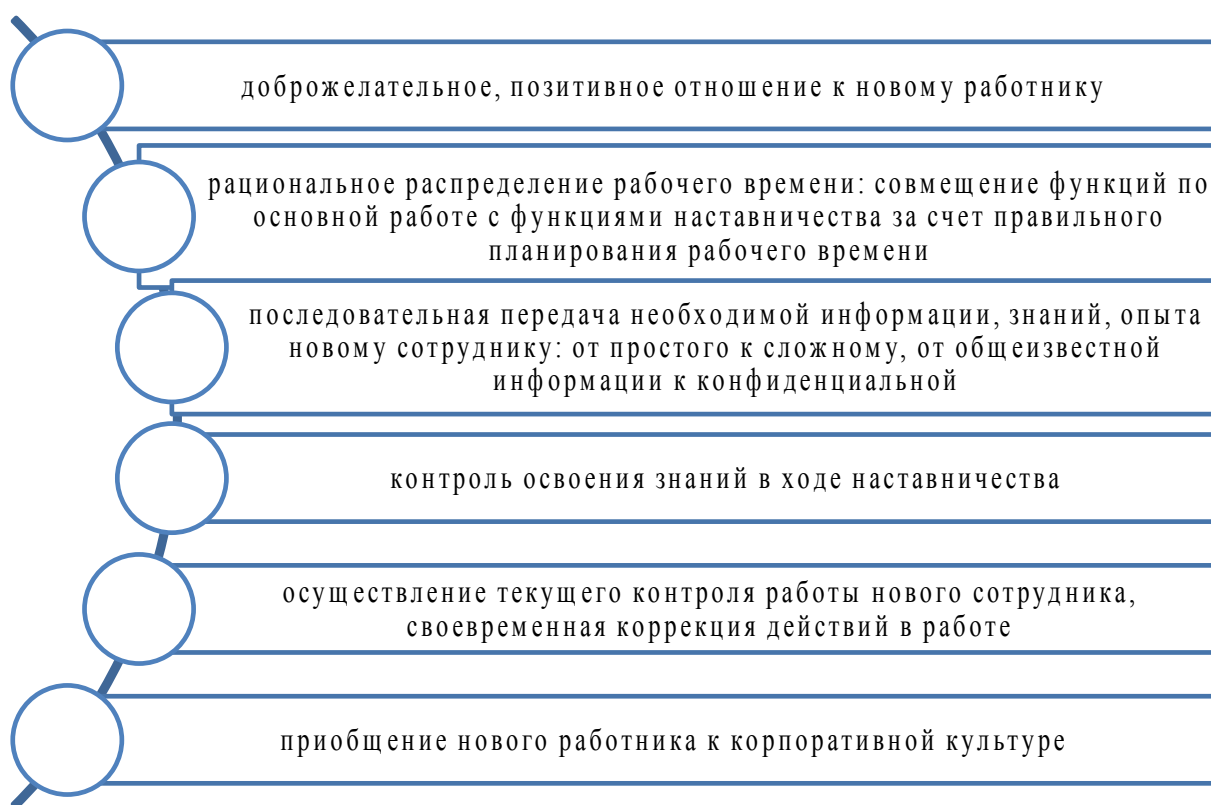 доброжелательное, позитивное отношение к новому работнику
рациональное распределение рабочего времени: совмещение функций по
основной работе с функциями наставничества за счет правильного
планирования рабочего времени
последовательная передача необходимой информации, знаний, опыта
новому сотруднику: от простого к сложному, от общеизвестной
информации к конфиденциальной
контроль освоения знаний в ходе наставничества
осуществление текущего контроля работы нового сотрудника,
своевременная коррекция действий в работе
приобщение нового работника к корпоративной культуре